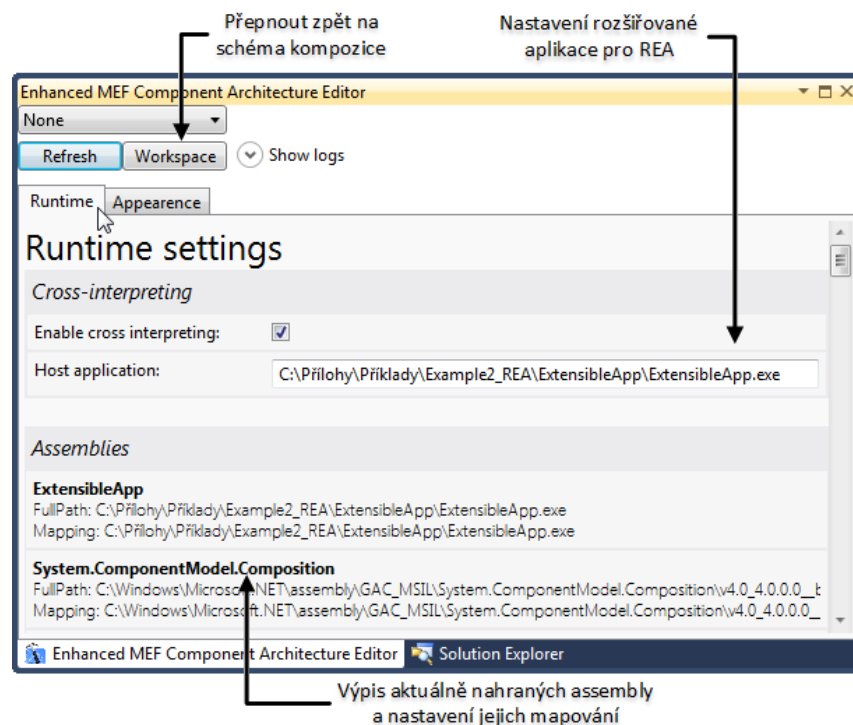 Přepnout zpět na
schéma kompozice
Nastavení rozšiřované
aplikace pro REA
Enhanced MEF Component Architecture Editor
None
Refresh Workspace Show logs
Runtime Appearence
Runtime settings
Cross-interpreting
Enable cross interpreting:
Host application: C:\Přílohy\Příklady\Example2_REA\ExtensibleApp\ExtensibleApp.exe
Assemblies
ExtensibleApp
FullPath: C:\Přílohy\Příklady\Example2_REA\ExtensibleApp\ExtensibleApp.exe
Mapping: C:\Přílohy\Příklady\Example2_REA\ExtensibleApp\ExtensibleApp.exe
System.ComponentModel.Composition
FullPath: C:\Windows\Microsoft.NET\assembly\GAC_MSIL\System.ComponentModel.Composition\v4.0_4.0.0.0__b
Mapping: C:\Windows\Microsoft.NET\assembly\GAC_MSIL\System.ComponentModel.Composition\v4.0_4.0.0.0__
Enhanced MEF Component Architecture Editor Solution Explorer
Výpis aktuálně nahraných assembly
a nastavení jejich mapování